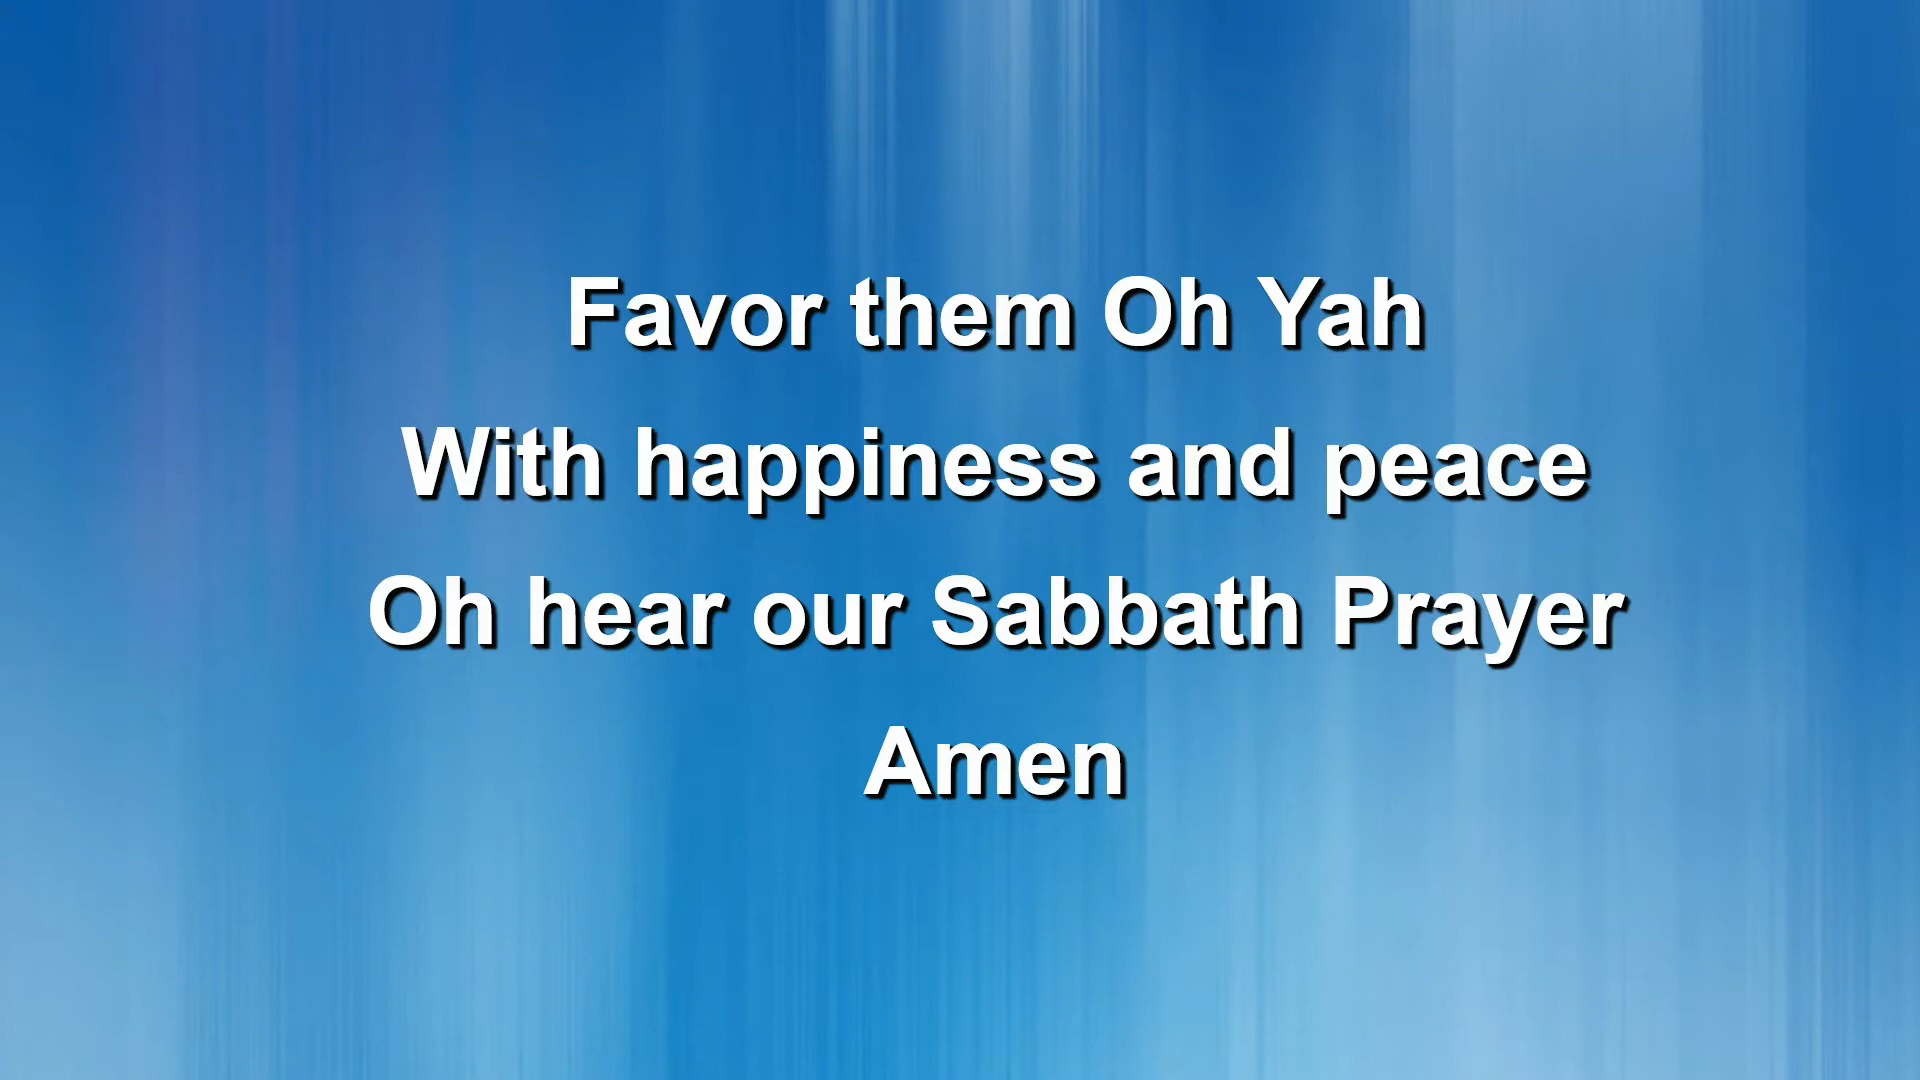 Favor them Oh Yah
With happiness and peace
Oh hear our Sabbath Prayer
Amen